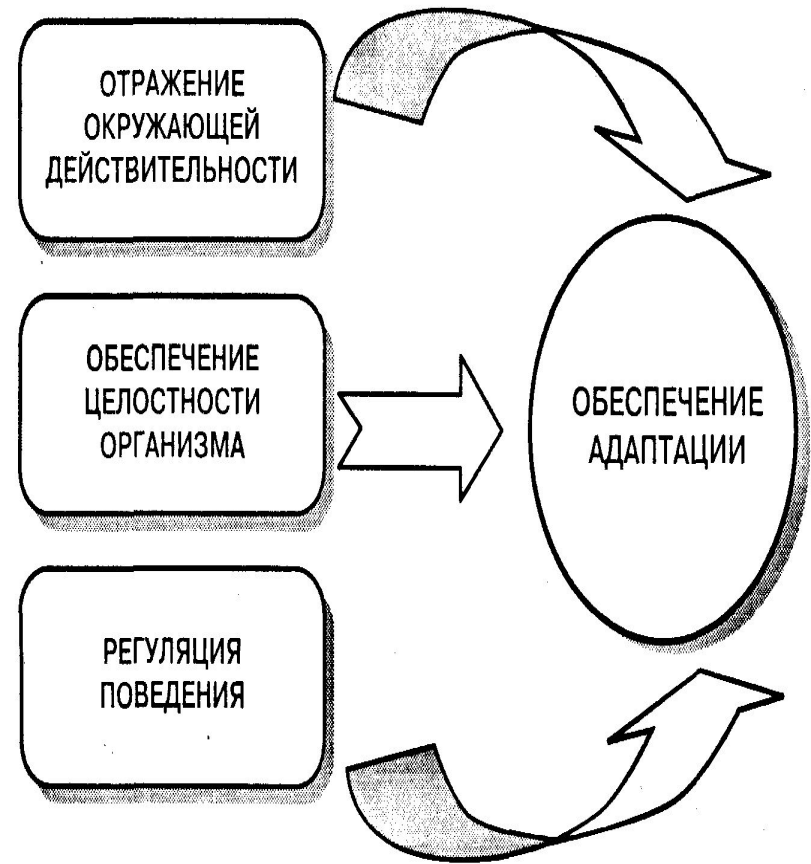 ОТРАЖЕНИЕ
ОКРУЖАЮЩЕЙ
ДЕЙСТВИТЕЛЬНОСТИ
ОБЕСПЕЧЕНИЕ
ЦЕЛОСТНОСТИ
ОРГАНИЗМА
ОБЕСПЕЧЕНИЕ
АДАПТАЦИИ
РЕГУЛЯЦИЯ
ПОВЕДЕНИЯ